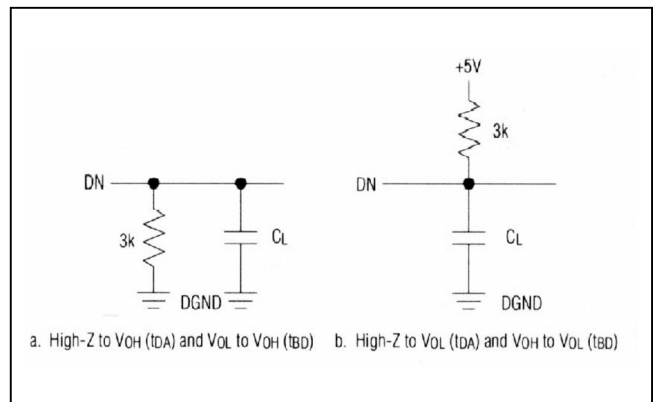 +5V
3k
DN
DN
3k
CL
CL
DGND
DGND
a. High-Z to VOH (tDA) and VOL to VOH (tBD)
b. High-Z to VOL (tDA) and VOH to VOL (tBD)